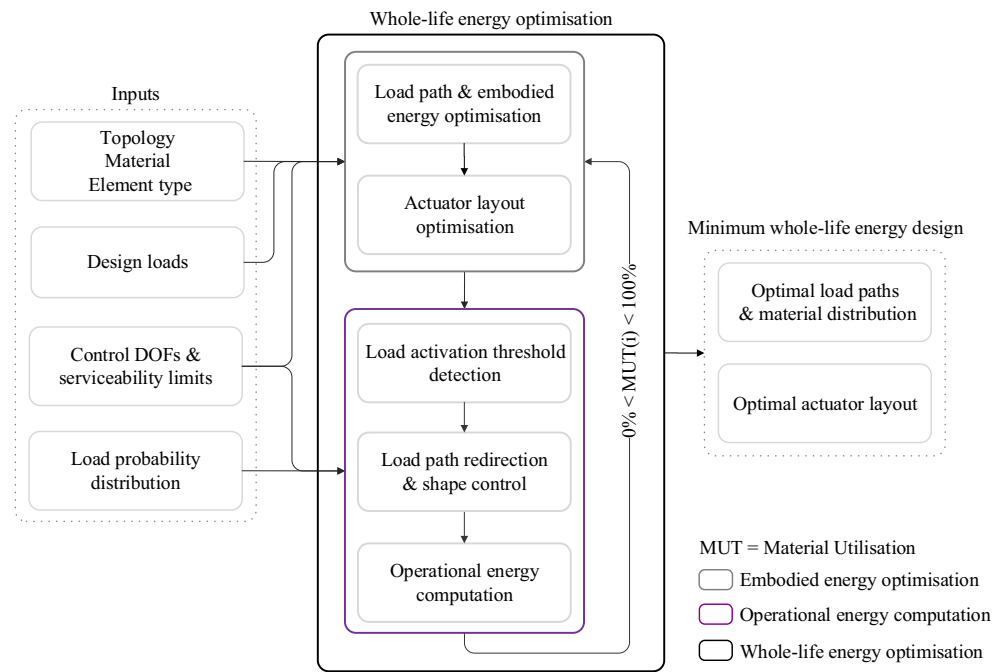 Whole-life energy optimisation
Inputs
Topology
Material
Element type
Design loads
Control DOFs &
serviceability limits
Load probability
distribution
Load path & embodied
energy optimisation
Actuator layout
optimisation
Load activation threshold
detection
Load path redirection
& shape control
Operational energy
computation
0% < MUT(i) < 100%
Minimum whole-life energy design
Optimal load paths
& material distribution
Optimal actuator layout
MUT = Material Utilisation
Embodied energy optimisation
Operational energy computation
Whole-life energy optimisation